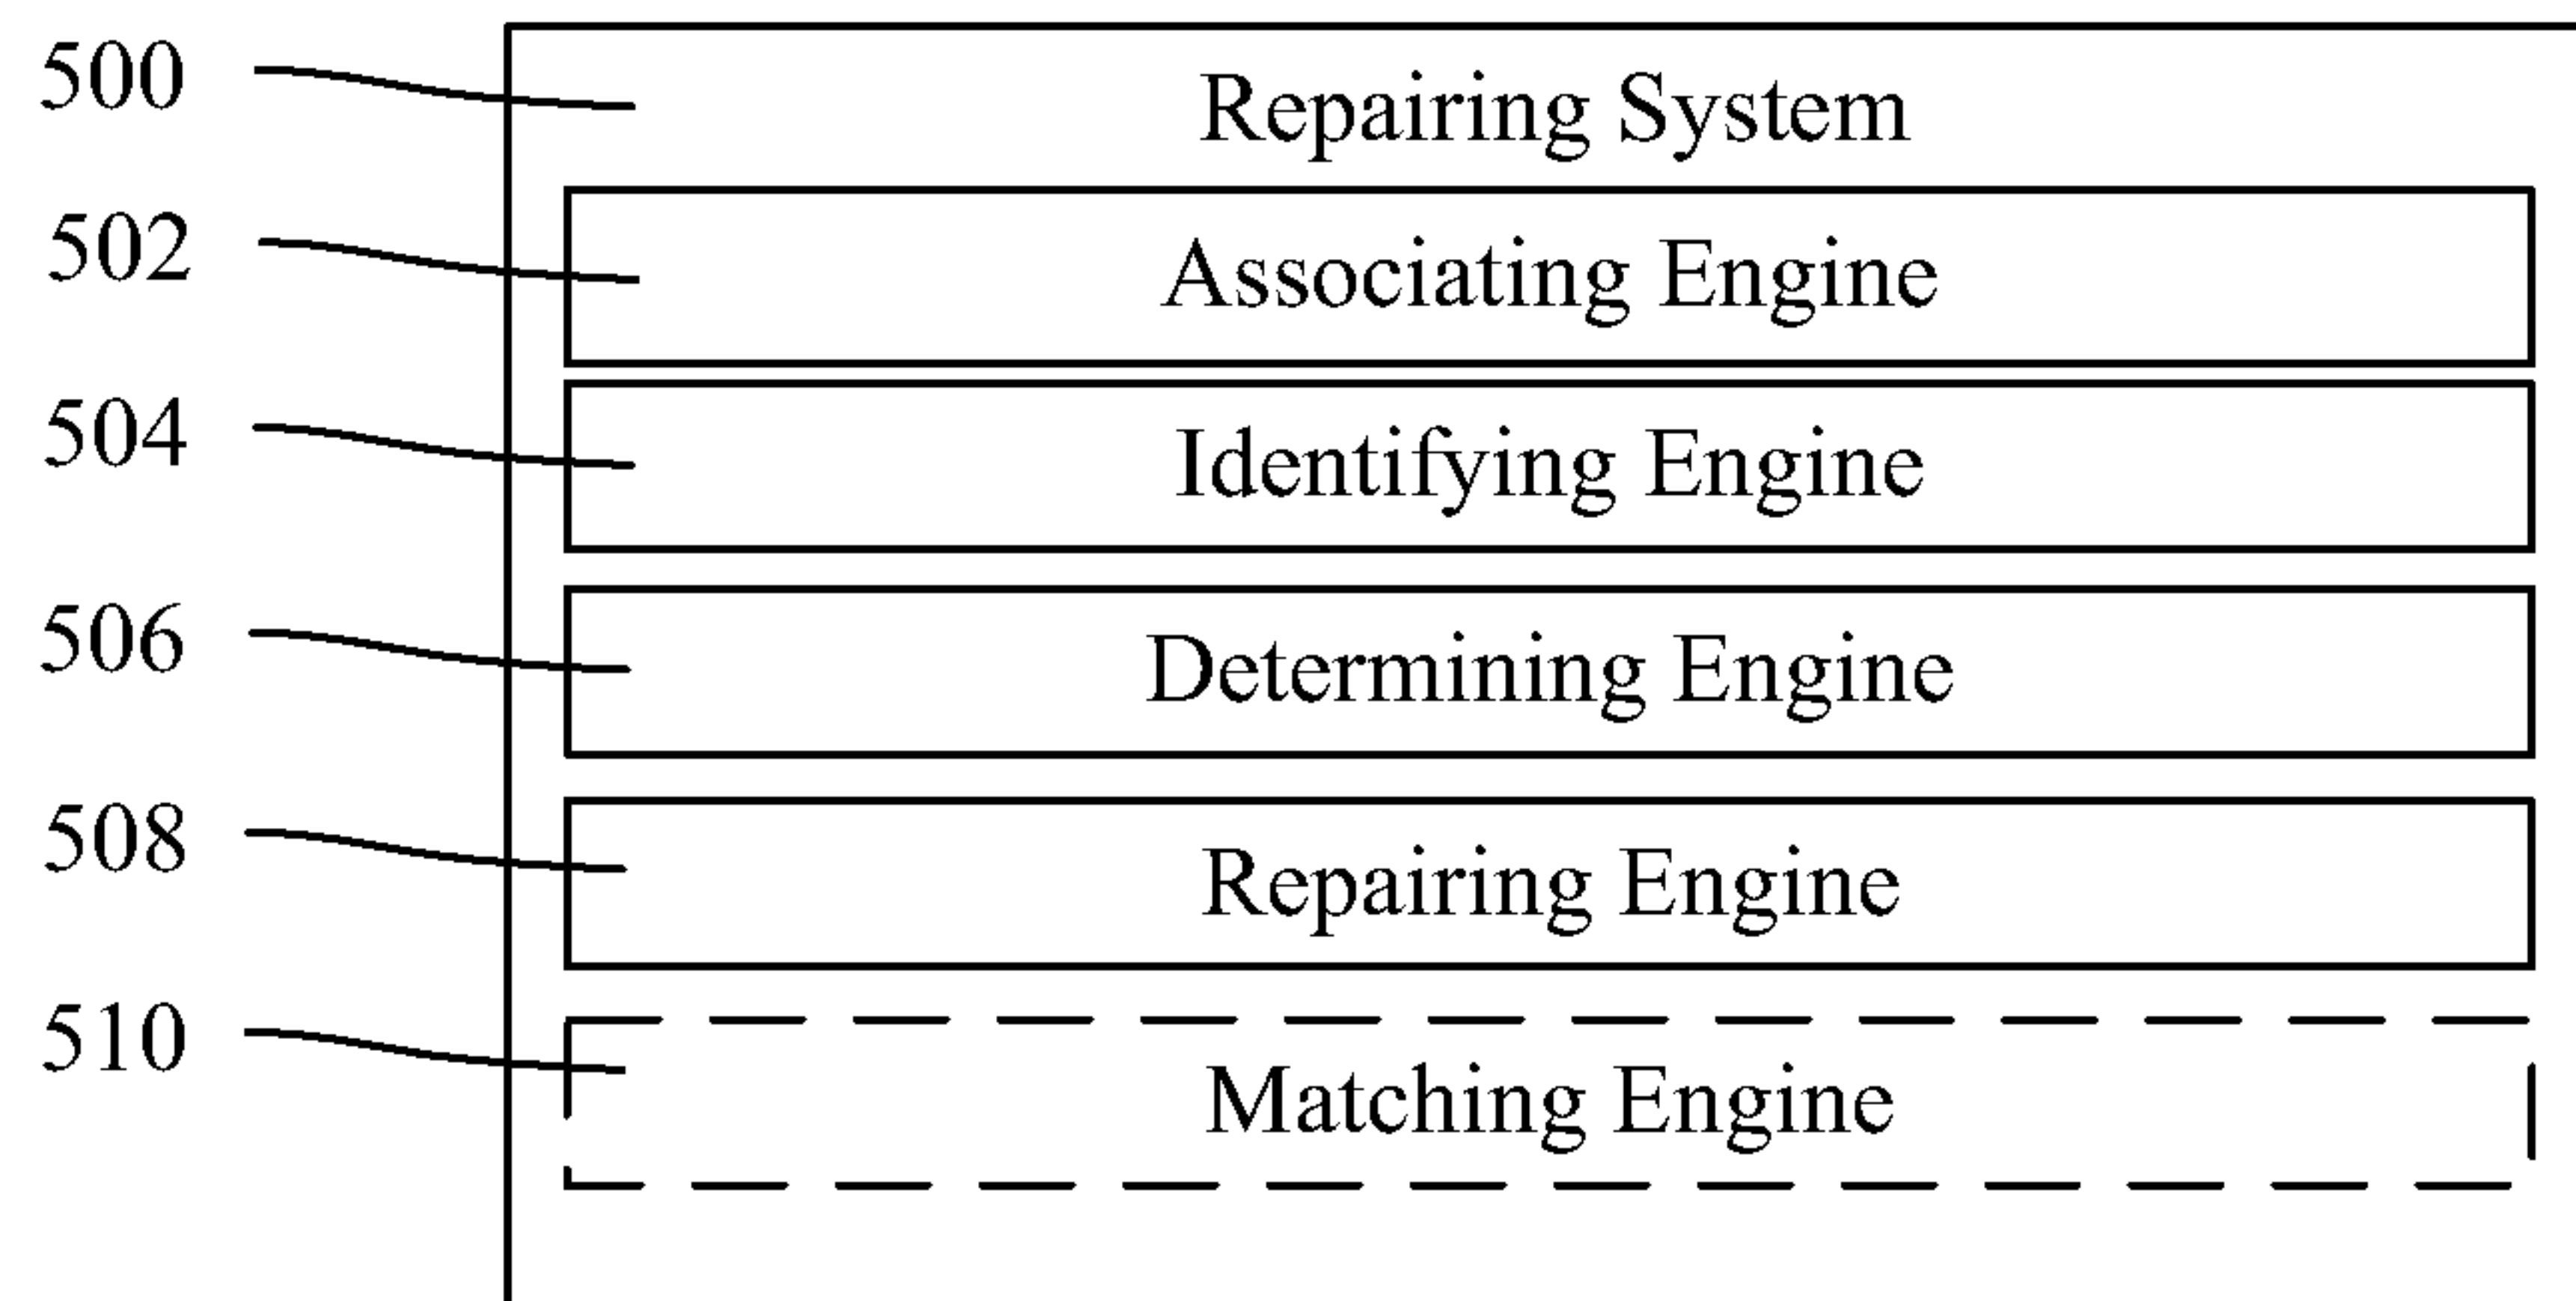 500 Repairing System
502 Associating Engine
504 Identifying Engine
506 Determining Engine
508 Repairing Engine
510 Matching Engine